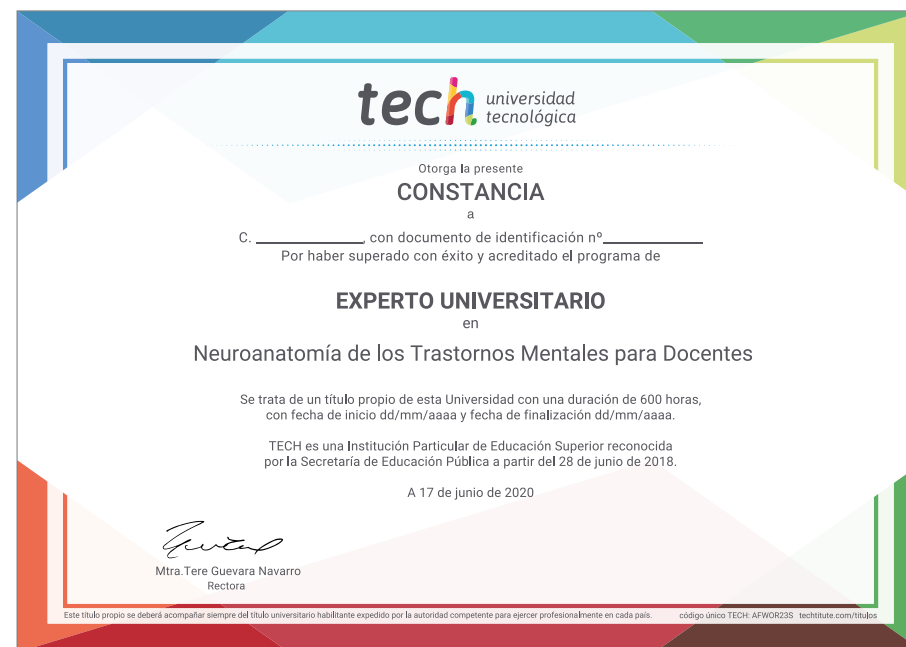 tech universidad
tecnológica
Otorga la presente
CONSTANCIA
a
C. ____________, con documento de identificación nº___________
Por haber superado con éxito y acreditado el programa de
EXPERTO UNIVERSITARIO
en
Neuroanatomía de los Trastornos Mentales para Docentes
Se trata de un título propio de esta Universidad con una duración de 600 horas,
con fecha de inicio dd/mm/aaaa y fecha de finalización dd/mm/aaaa.
TECH es una Institución Particular de Educación Superior reconocida
por la Secretaría de Educación Pública a partir del 28 de junio de 2018.
A 17 de junio de 2020
Mtra.Tere Guevara Navarro
Rectora
Este título propio se deberá acompañar siempre del título universitario habilitante expedido por la autoridad competente para ejercer profesionalmente en cada país. código único TECH: AFWOR23S techtitute.com/titulos